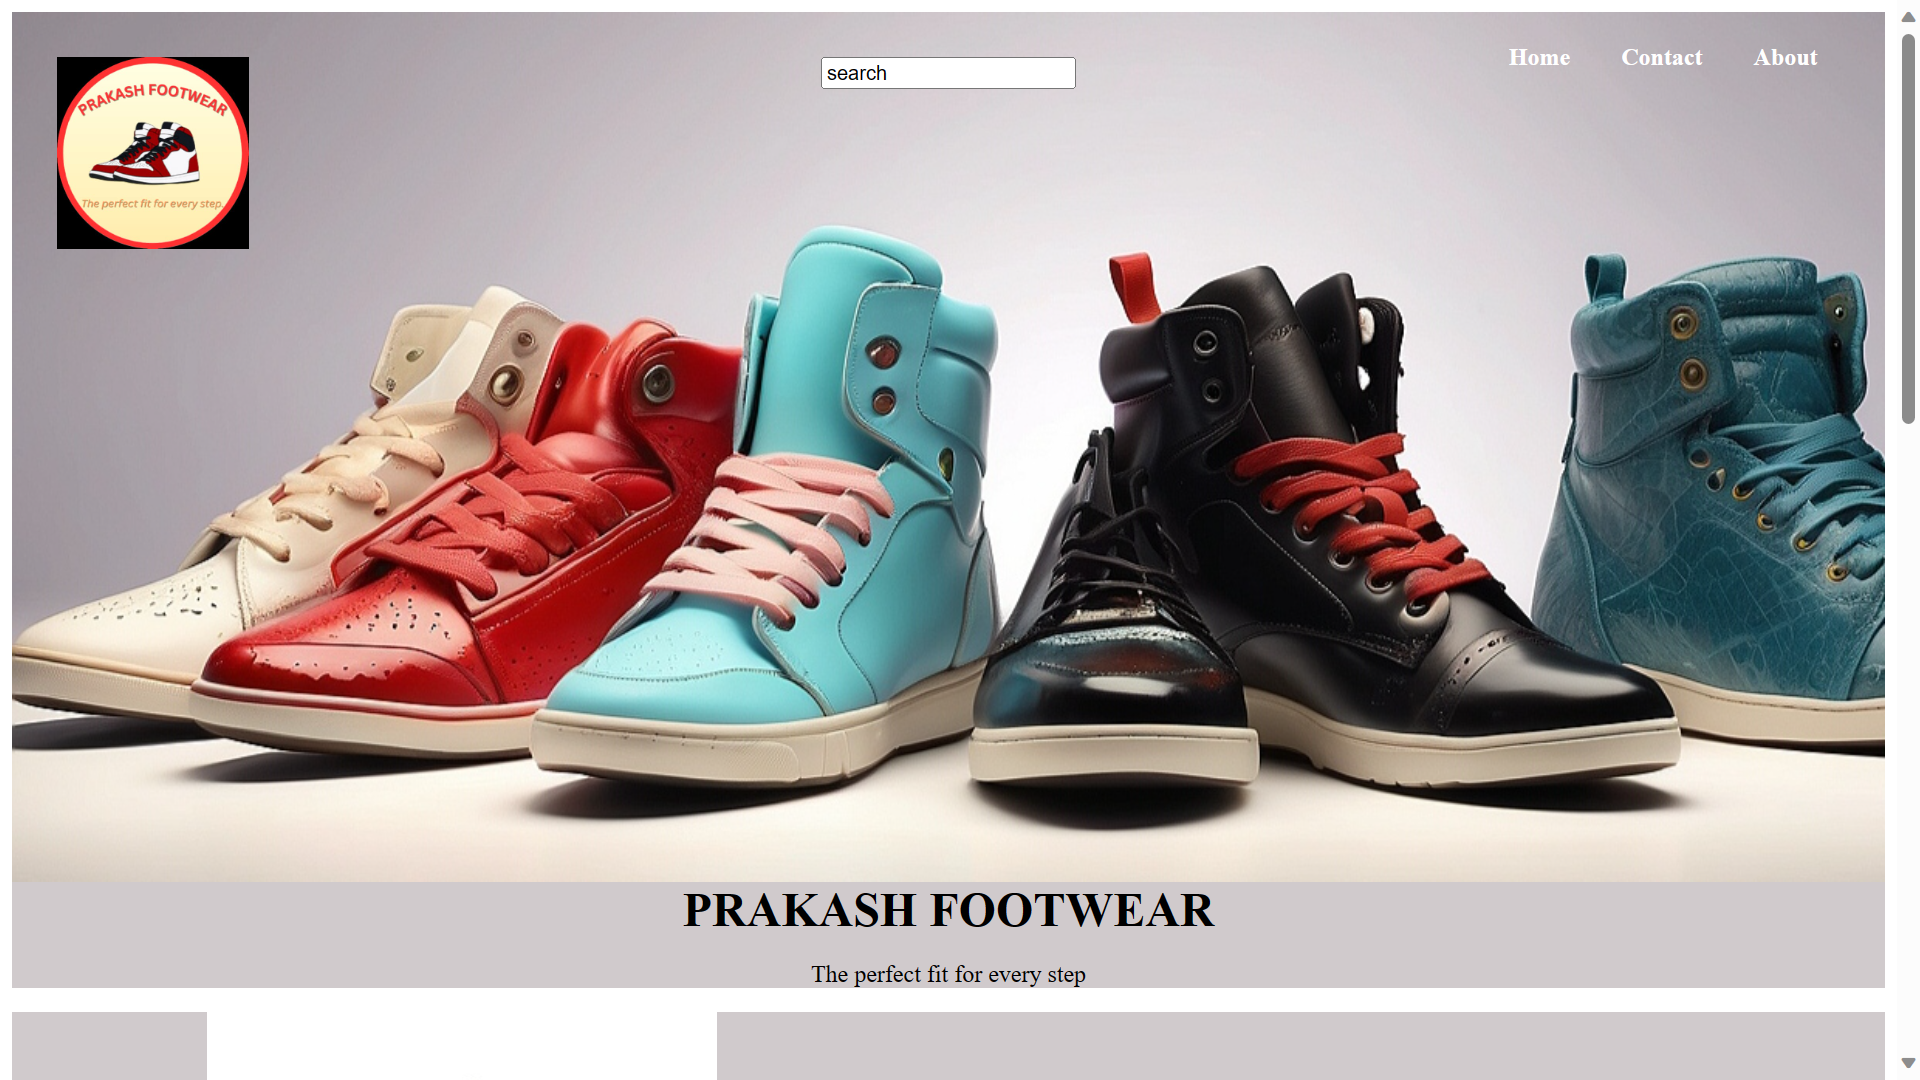 PRAKASH FOOTWEAR
The perfect fit for every step.
search
Home Contact About
PRAKASH FOOTWEAR
The perfect fit for every step